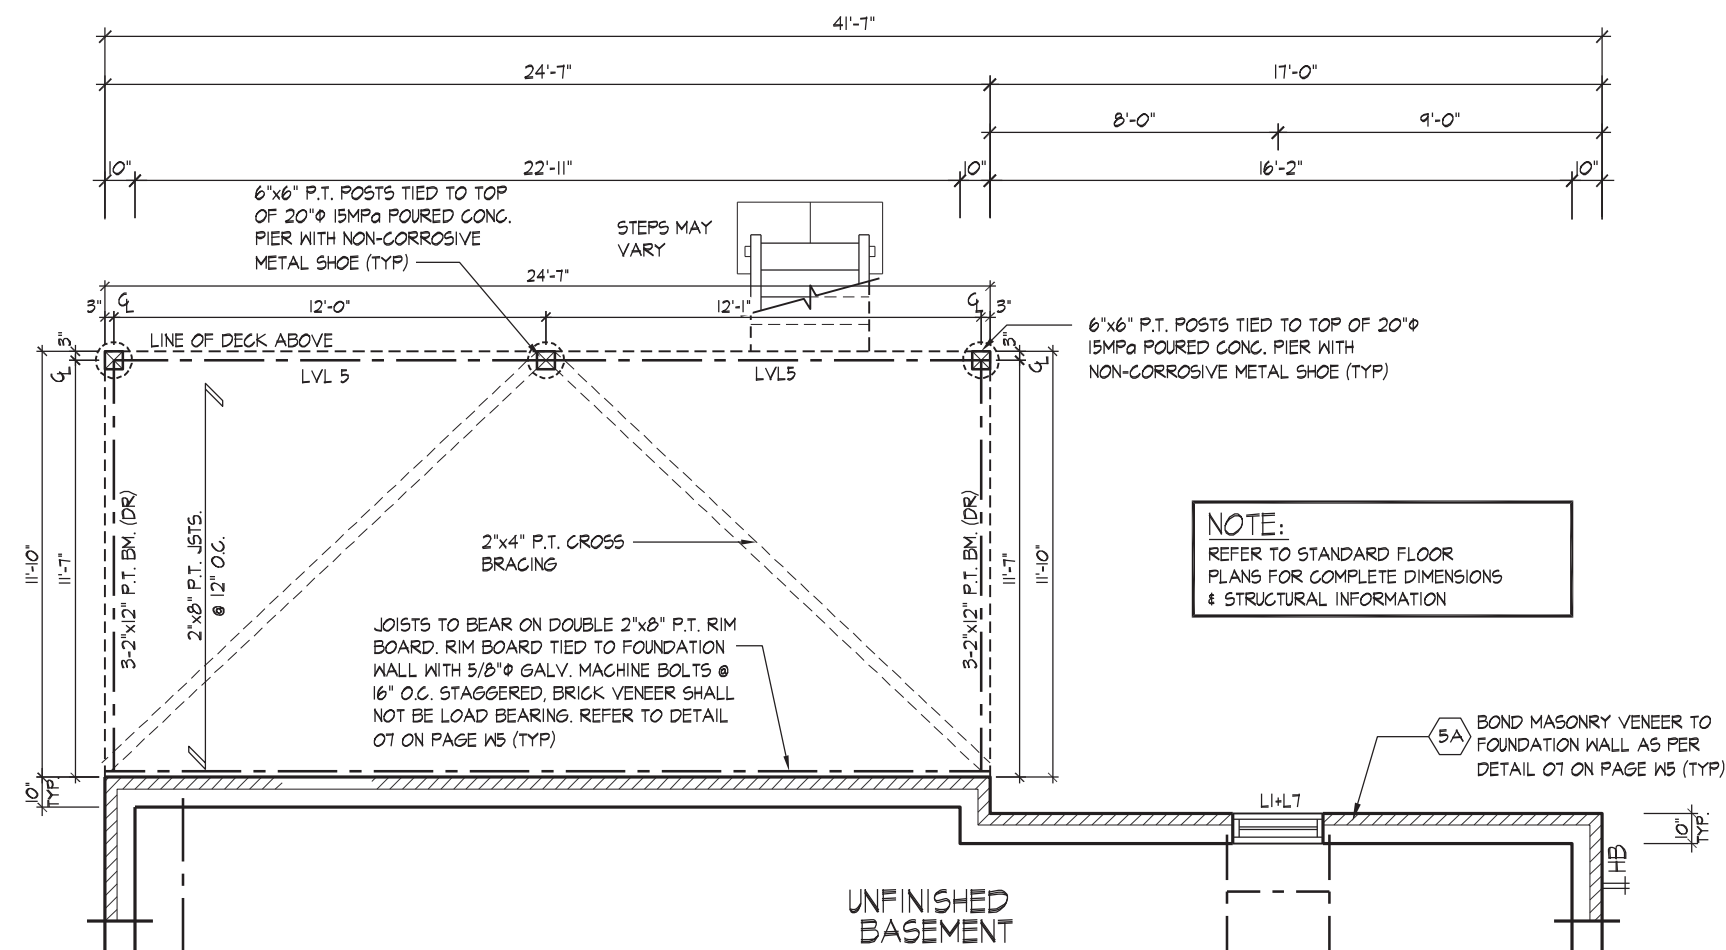 41'-7"
24'-7"
17'-0"
8'-0"
9'-0"
10"
22'-11"
10"
16'-2"
10"
6"x6" P.T. POSTS TIED TO TOP
OF 20"Φ 15MPa POURED CONC.
PIER WITH NON-CORROSIVE
METAL SHOE (TYP)
STEPS MAY
VARY
24'-7"
3"
℄
12'-0"
12'-1"
℄
3"
3"
℄
LINE OF DECK ABOVE
LVL 5
LVL5
3"
℄
6"x6" P.T. POSTS TIED TO TOP OF 20"Φ
15MPa POURED CONC. PIER WITH
NON-CORROSIVE METAL SHOE (TYP)
11'-10"
11'-7"
3-2"x12" P.T. BM. (DR)
2"x8" P.T. JSTS.
@ 12" O.C.
2"x4" P.T. CROSS
BRACING
3-2"x12" P.T. BM. (DR)
11'-7"
11'-10"
NOTE:
REFER TO STANDARD FLOOR
PLANS FOR COMPLETE DIMENSIONS
& STRUCTURAL INFORMATION
JOISTS TO BEAR ON DOUBLE 2"x8" P.T. RIM
BOARD. RIM BOARD TIED TO FOUNDATION
WALL WITH 5/8"Φ GALV. MACHINE BOLTS @
16" O.C. STAGGERED, BRICK VENEER SHALL
NOT BE LOAD BEARING. REFER TO DETAIL
07 ON PAGE W5 (TYP)
5A
BOND MASONRY VENEER TO
FOUNDATION WALL AS PER
DETAIL 07 ON PAGE W5 (TYP)
10"
TYP.
L1+L7
10"
TYP.
HB
UNFINISHED
BASEMENT